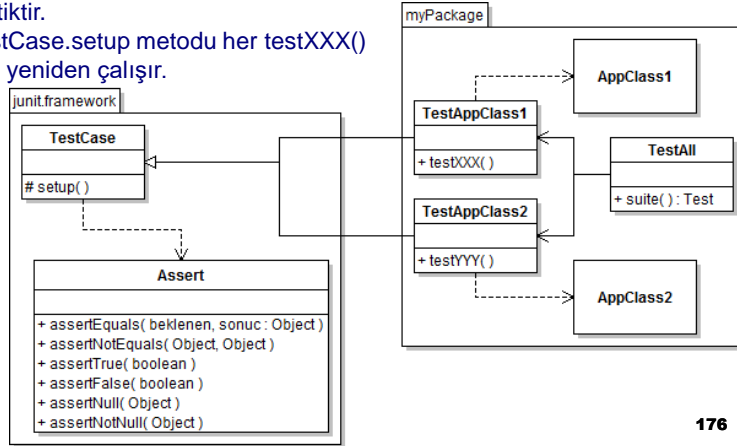 tiktir.
stCase.setup metodu her testXXX()
yeniden çalışır.
junit.framework
TestCase
# setup( )
Assert
+ assertEquals( beklenen, sonuc : Object )
+ assertNotEquals( Object, Object )
+ assertTrue( boolean )
+ assertFalse( boolean )
+ assertNull( Object )
+ assertNotNull( Object )
myPackage
AppClass1
TestAppClass1
+ testXXX( )
TestAll
+ suite( ) : Test
TestAppClass2
+ testYYY( )
AppClass2
176